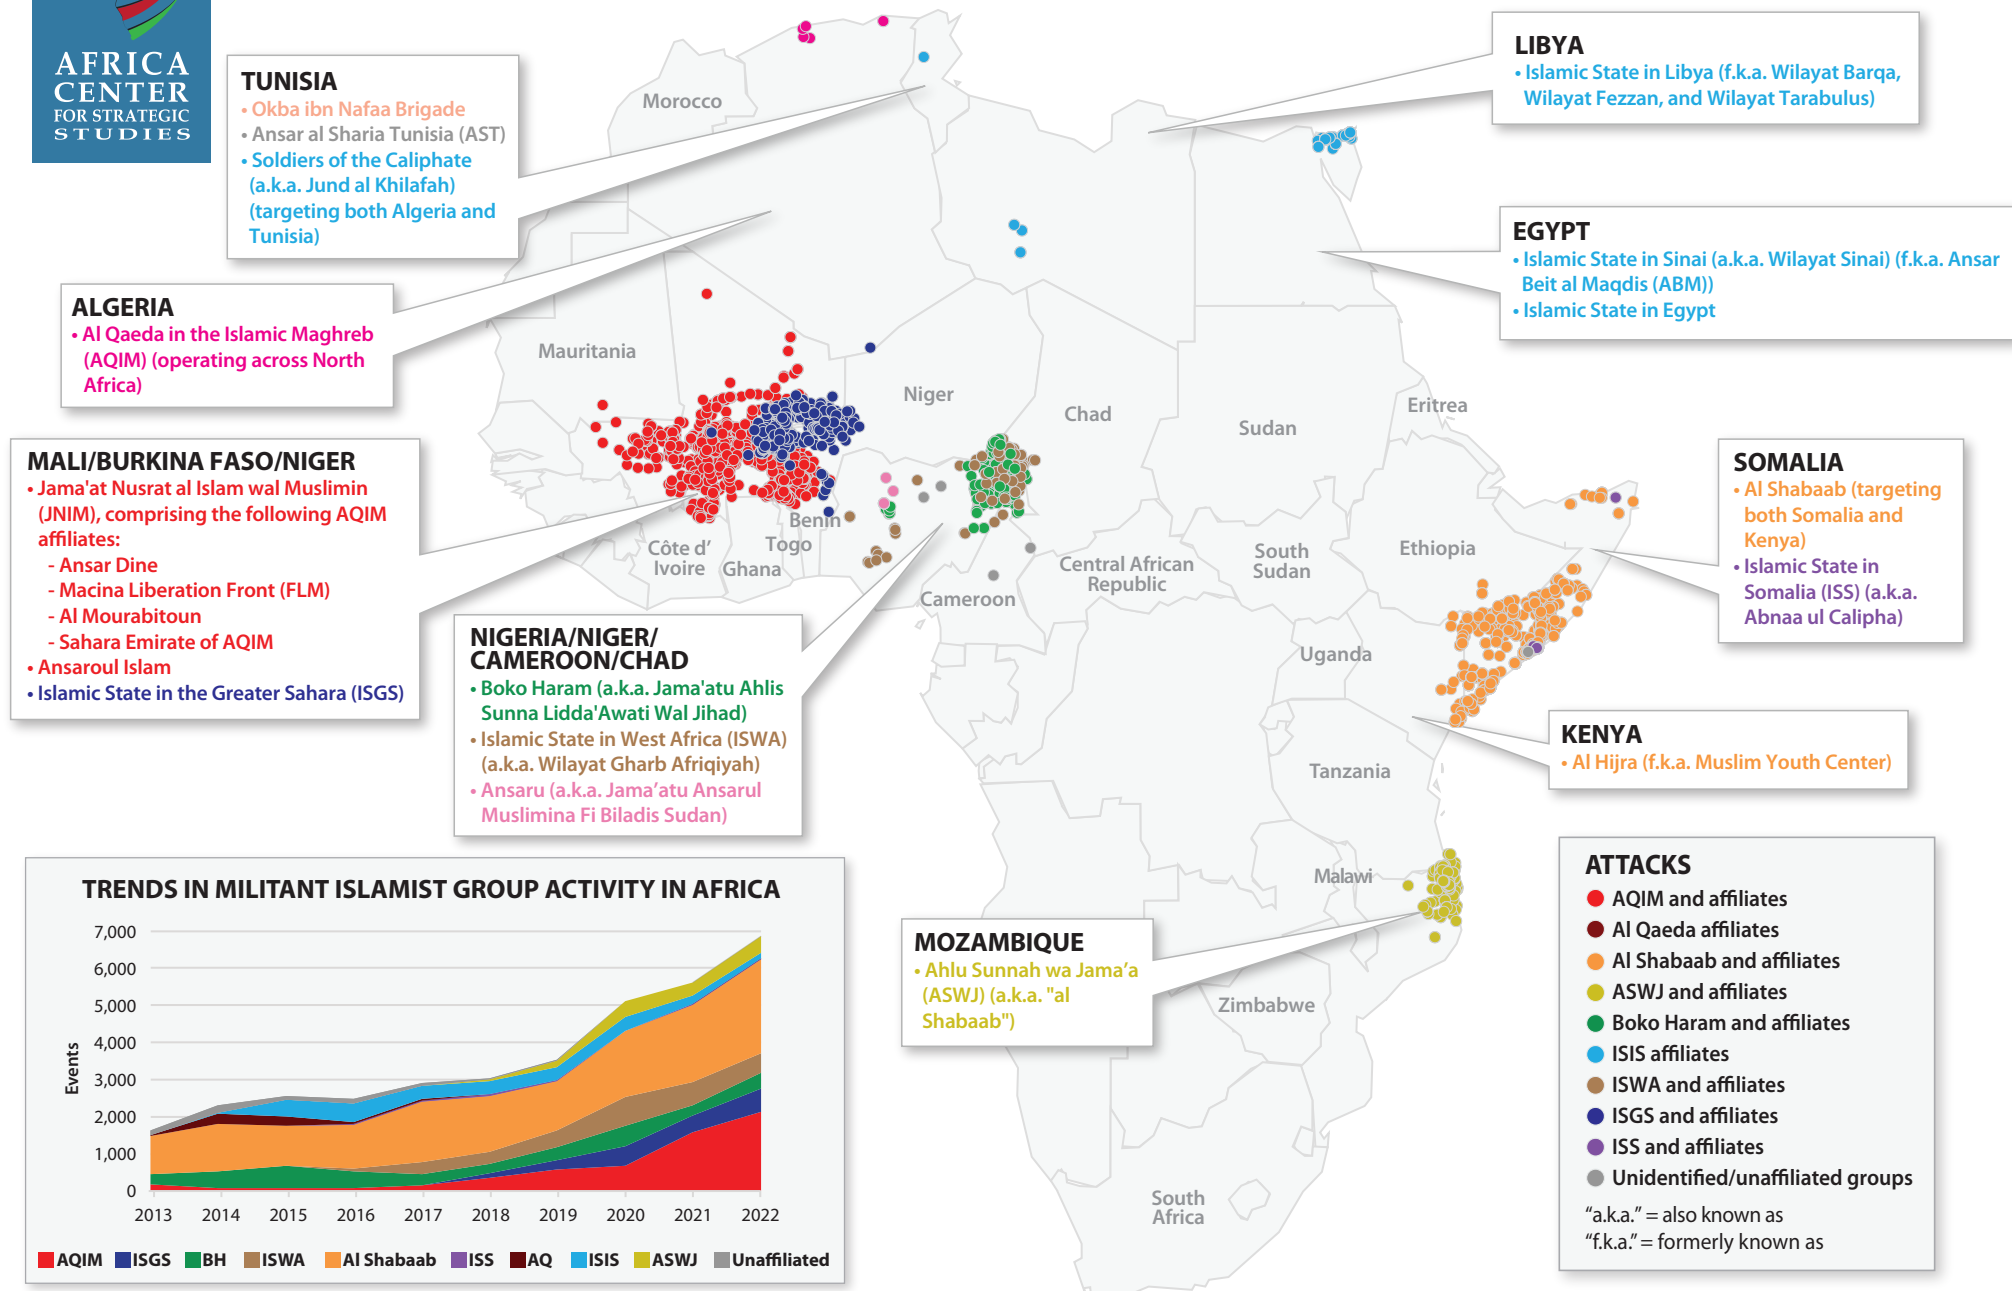 AFRICA
CENTER
FOR STRATEGIC
STUDIES
TUNISIA
• Okba ibn Nafaa Brigade
• Ansar al Sharia Tunisia (AST)
• Soldiers of the Caliphate
(a.k.a. Jund al Khilafah)
(targeting both Algeria and
Tunisia)
ALGERIA
• Al Qaeda in the Islamic Maghreb
(AQIM) (operating across North
Africa)
MALI/BURKINA FASO/NIGER
• Jama'at Nusrat al Islam wal Muslimin
(JNIM), comprising the following AQIM
affiliates:
- Ansar Dine
- Macina Liberation Front (FLM)
- Al Mourabitoun
- Sahara Emirate of AQIM
• Ansaroul Islam
• Islamic State in the Greater Sahara (ISGS)
NIGERIA/NIGER/
CAMEROON/CHAD
• Boko Haram (a.k.a. Jama'atu Ahlis
Sunna Lidda'Awati Wal Jihad)
• Islamic State in West Africa (ISWA)
(a.k.a. Wilayat Gharb Afriqiyah)
• Ansaru (a.k.a. Jama’atu Ansarul
Muslimina Fi Biladis Sudan)
LIBYA
• Islamic State in Libya (f.k.a. Wilayat Barqa,
Wilayat Fezzan, and Wilayat Tarabulus)
EGYPT
• Islamic State in Sinai (a.k.a. Wilayat Sinai) (f.k.a. Ansar
Beit al Maqdis (ABM))
• Islamic State in Egypt
SOMALIA
• Al Shabaab (targeting
both Somalia and
Kenya)
• Islamic State in
Somalia (ISS) (a.k.a.
Abnaa ul Calipha)
KENYA
• Al Hijra (f.k.a. Muslim Youth Center)
MOZAMBIQUE
• Ahlu Sunnah wa Jama’a
(ASWJ) (a.k.a. "al
Shabaab")
Morocco
Mauritania
Niger
Chad
Sudan
Eritrea
Benin
Togo
Côte d’
Ivoire
Ghana
Cameroon
Central African
Republic
South
Sudan
Ethiopia
Uganda
Tanzania
Malawi
Zimbabwe
South
Africa
TRENDS IN MILITANT ISLAMIST GROUP ACTIVITY IN AFRICA
Events
7,000
6,000
5,000
4,000
3,000
2,000
1,000
0
2013 2014 2015 2016 2017 2018 2019 2020 2021 2022
AQIM ISGS BH ISWA Al Shabaab ISS AQ ISIS ASWJ Unaffiliated
ATTACKS
AQIM and affiliates
Al Qaeda affiliates
Al Shabaab and affiliates
ASWJ and affiliates
Boko Haram and affiliates
ISIS affiliates
ISWA and affiliates
ISGS and affiliates
ISS and affiliates
Unidentified/unaffiliated groups
“a.k.a.” = also known as
“f.k.a.” = formerly known as